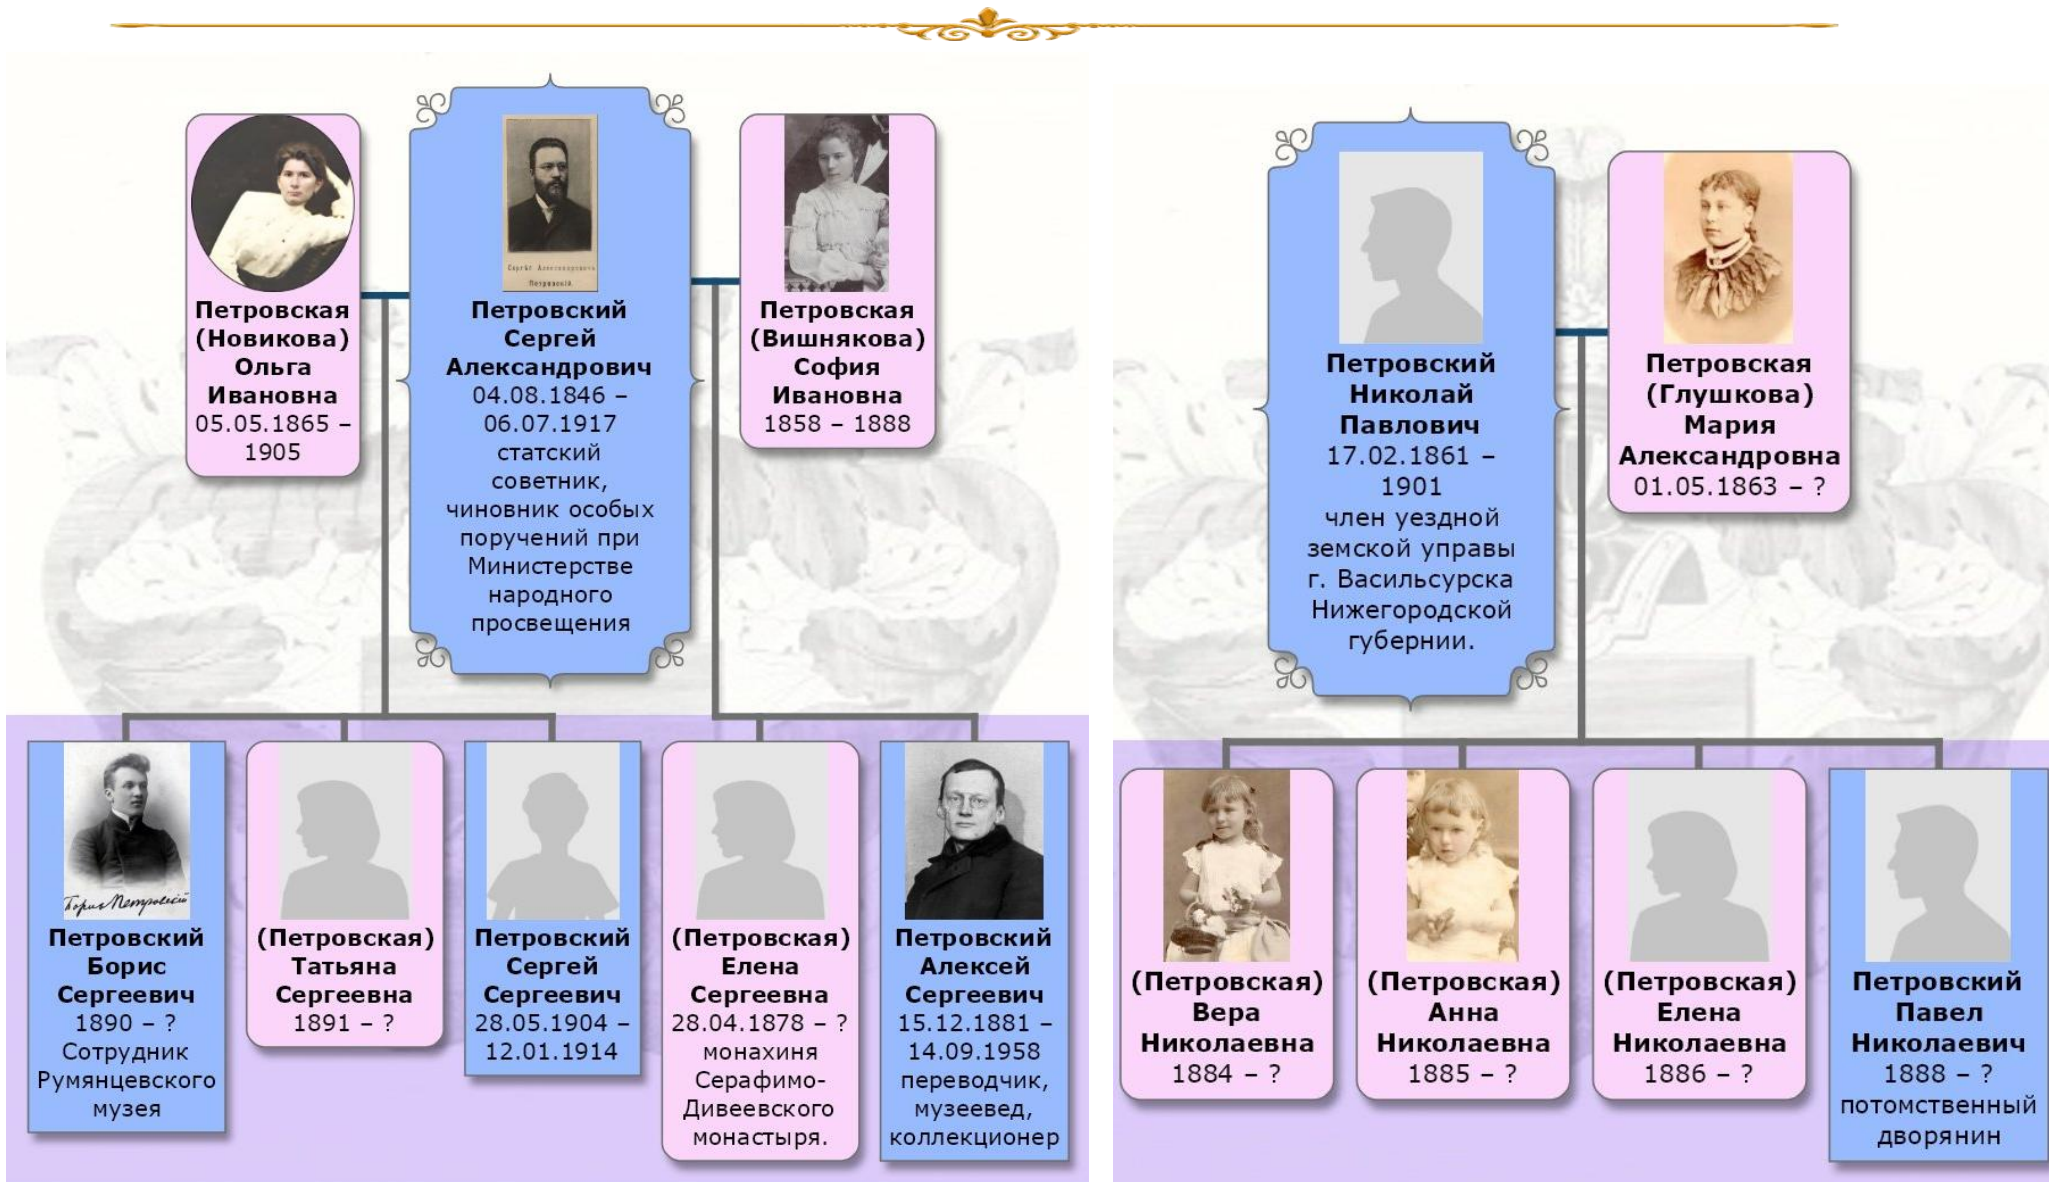 Петровская
(Новикова)
Ольга
Ивановна
05.05.1865 –
1905
Сергѣй Александровичъ
Петровскій
Петровский
Сергей
Александрович
04.08.1846 –
06.07.1917
статский
советник,
чиновник особых
поручений при
Министерстве
народного
просвещения
Петровская
(Вишнякова)
София
Ивановна
1858 – 1888
Борис Петровскій
Петровский
Борис
Сергеевич
1890 – ?
Сотрудник
Румянцевского
музея
(Петровская)
Татьяна
Сергеевна
1891 – ?
Петровский
Сергей
Сергеевич
28.05.1904 –
12.01.1914
(Петровская)
Елена
Сергеевна
28.04.1878 – ?
монахиня
Серафимо-
Дивеевского
монастыря.
Петровский
Алексей
Сергеевич
15.12.1881 –
14.09.1958
переводчик,
музеевед,
коллекционер
Петровский
Николай
Павлович
17.02.1861 –
1901
член уездной
земской управы
г. Васильсурска
Нижегородской
губернии.
Петровская
(Глушкова)
Мария
Александровна
01.05.1863 – ?
(Петровская)
Вера
Николаевна
1884 – ?
(Петровская)
Анна
Николаевна
1885 – ?
(Петровская)
Елена
Николаевна
1886 – ?
Петровский
Павел
Николаевич
1888 – ?
потомственный
дворянин